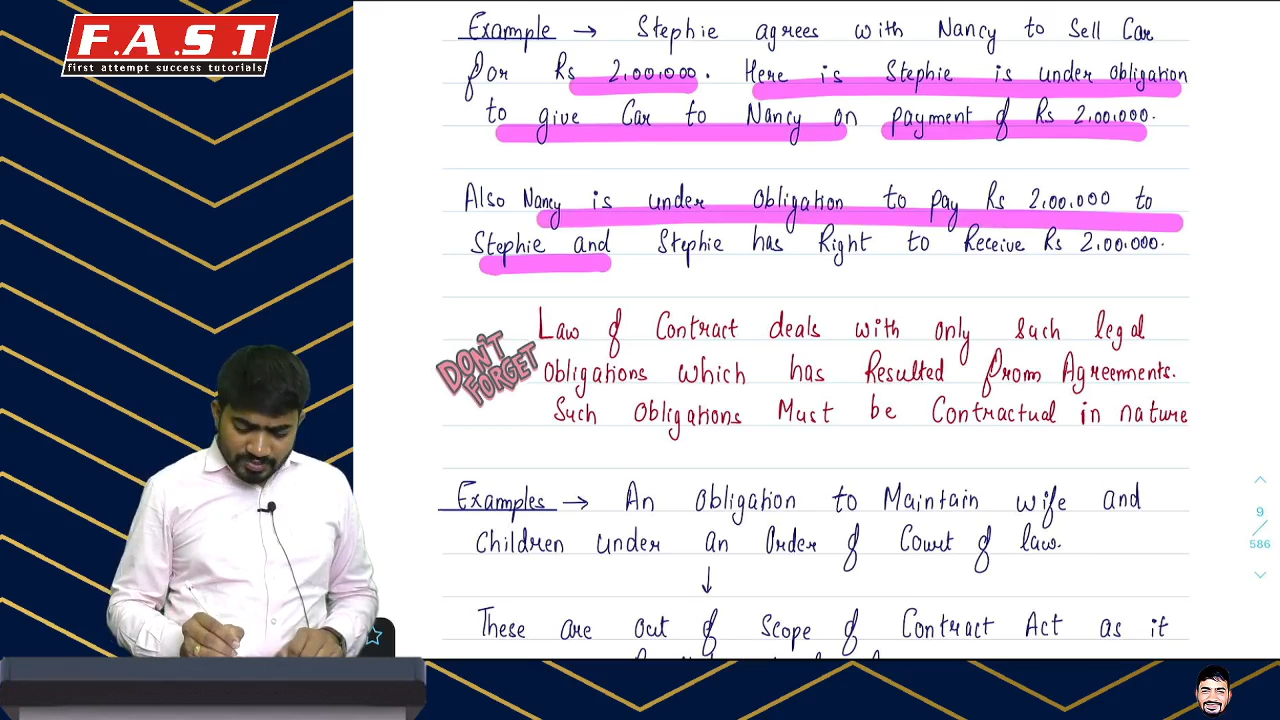 F.A.S.T
first attempt success tutorials
Example → Stephie agrees with Nancy to Sell Car
for Rs 2,00,000. Here is Stephie is under obligation
to give Car to Nancy on payment of Rs 2,00,000.
Also Nancy is under Obligation to pay Rs 2,00,000 to
Stephie and Stephie has Right to Receive Rs 2,00,000.
DON'T
FORGET
Law of Contract deals with only such legal
Obligations which has Resulted from Agreements.
Such Obligations Must be Contractual in nature
Examples → An Obligation to Maintain wife and
Children under an Order of Court of law.
↓
These are out of Scope of Contract Act as it
9
/
586